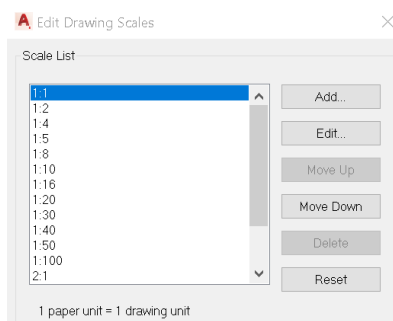 Edit Drawing Scales
Scale List
1:1
1:2
1:4
1:5
1:8
1:10
1:16
1:20
1:30
1:40
1:50
1:100
2:1
Add...
Edit...
Move Up
Move Down
Delete
Reset
1 paper unit = 1 drawing unit